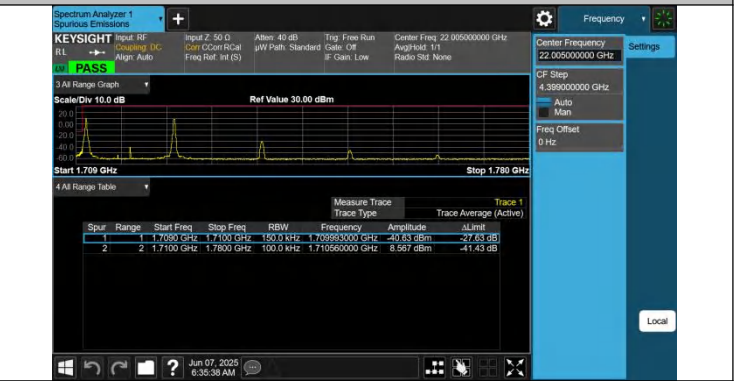 Spectrum Analyzer 1
Spurious Emissions
Frequency
KEYSIGHT Input: RF Input Z: 50 Ω Atten: 40 dB Trig: Free Run Center Freq: 22.005000000 GHz
RL Coupling: DC Corr CCorr RCal µW Path: Standard Gate: Off Avg|Hold: 1/1
Align: Auto Freq Ref: Int (S) IF Gain: Low Radio Std: None
PASS
3 All Range Graph
Scale/Div 10.0 dB Ref Value 30.00 dBm
20.0
0.00
-20.0
-40.0
-60.0
Start 1.709 GHz Stop 1.780 GHz
4 All Range Table
Measure Trace Trace 1
Trace Type Trace Average (Active)
Spur Range Start Freq Stop Freq RBW Frequency Amplitude ΔLimit
1 1 1.7090 GHz 1.7100 GHz 150.0 kHz 1.709993000 GHz -40.63 dBm -27.63 dB
2 2 1.7100 GHz 1.7800 GHz 100.0 kHz 1.710560000 GHz 8.567 dBm -41.43 dB
Center Frequency
22.005000000 GHz
Settings
CF Step
4.399000000 GHz
Auto
Man
Freq Offset
0 Hz
Local
Jun 07, 2025
6:35:38 AM